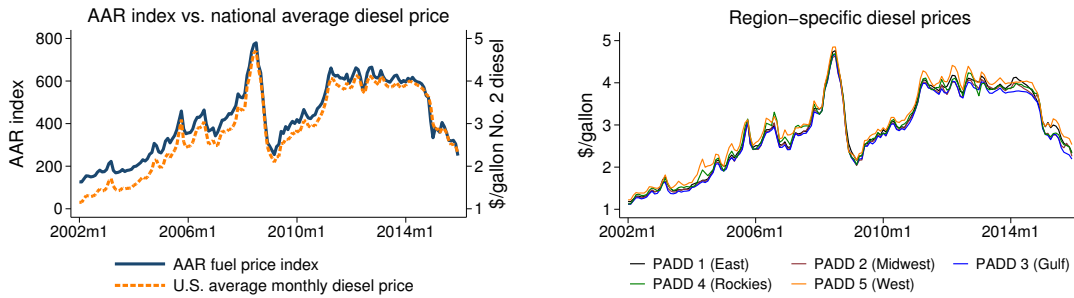 AAR index vs. national average diesel price
800
600
400
200
0
AAR index
5
4
3
2
1
$/gallon No. 2 diesel
2002m1 2006m1 2010m1 2014m1
AAR fuel price index
U.S. average monthly diesel price
Region−specific diesel prices
5
4
3
2
1
$/gallon
2002m1 2006m1 2010m1 2014m1
PADD 1 (East) PADD 2 (Midwest) PADD 3 (Gulf)
PADD 4 (Rockies) PADD 5 (West)